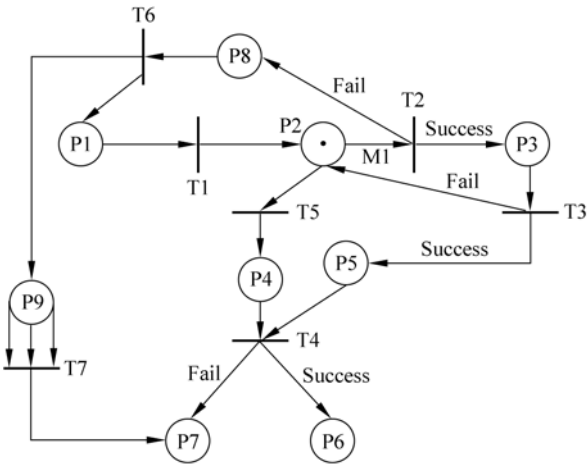 T6
P8
Fail
T2
P1
P2
Success
P3
T1
M1
Fail
T5
T3
P4
P5
Success
P9
T4
T7
Fail
Success
P7
P6